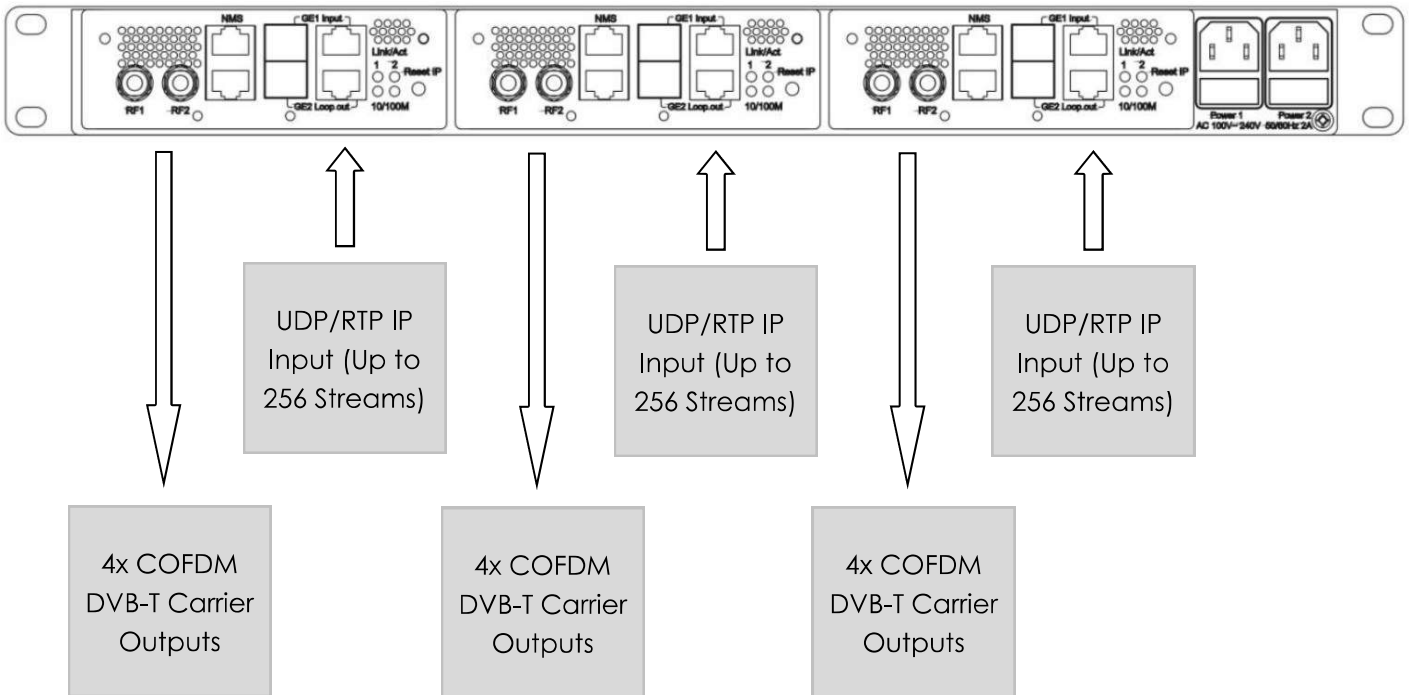 NMS
GE1 Input
Link/Act
1 2
Reset IP
RF1
RF2
GE2 Loop.out
10/100M
NMS
GE1 Input
Link/Act
1 2
Reset IP
RF1
RF2
GE2 Loop.out
10/100M
NMS
GE1 Input
Link/Act
1 2
Reset IP
RF1
RF2
GE2 Loop.out
10/100M
Power 1
Power 2
AC 100V~240V 50/60Hz 2A
UDP/RTP IP
Input (Up to
256 Streams)
UDP/RTP IP
Input (Up to
256 Streams)
UDP/RTP IP
Input (Up to
256 Streams)
4x COFDM
DVB-T Carrier
Outputs
4x COFDM
DVB-T Carrier
Outputs
4x COFDM
DVB-T Carrier
Outputs